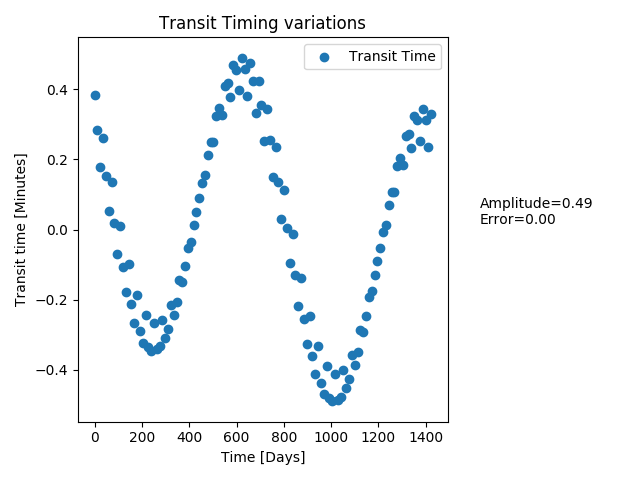 Transit Timing variations
Transit Time
0.4
0.2
0.0
−0.2
−0.4
Transit time [Minutes]
0 200 400 600 800 1000 1200 1400
Time [Days]
Amplitude=0.49
Error=0.00